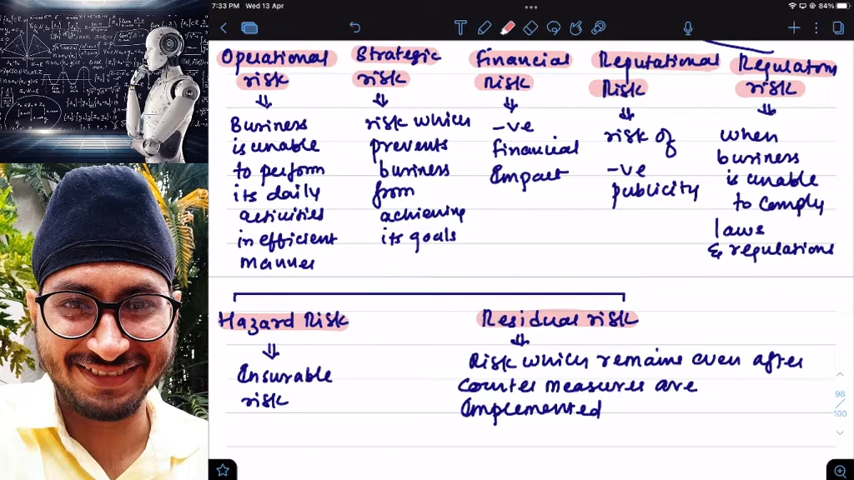 7:33 PM Wed 13 Apr
84%
Operational risk
Business
is unable
to perform
its daily
activities
in efficient
manner
Strategic
risk
risk which
prevents
business
from
achieving
its goals
Financial
Risk
-ve
financial
Impact
Reputational
Risk
risk of
-ve
publicity
Regulatory
risk
when
business
is unable
to comply
laws
& regulations
Hazard Risk
Insurable
risk
Residual risk
Risk which remains even after
counter measures are
implemented
98
100